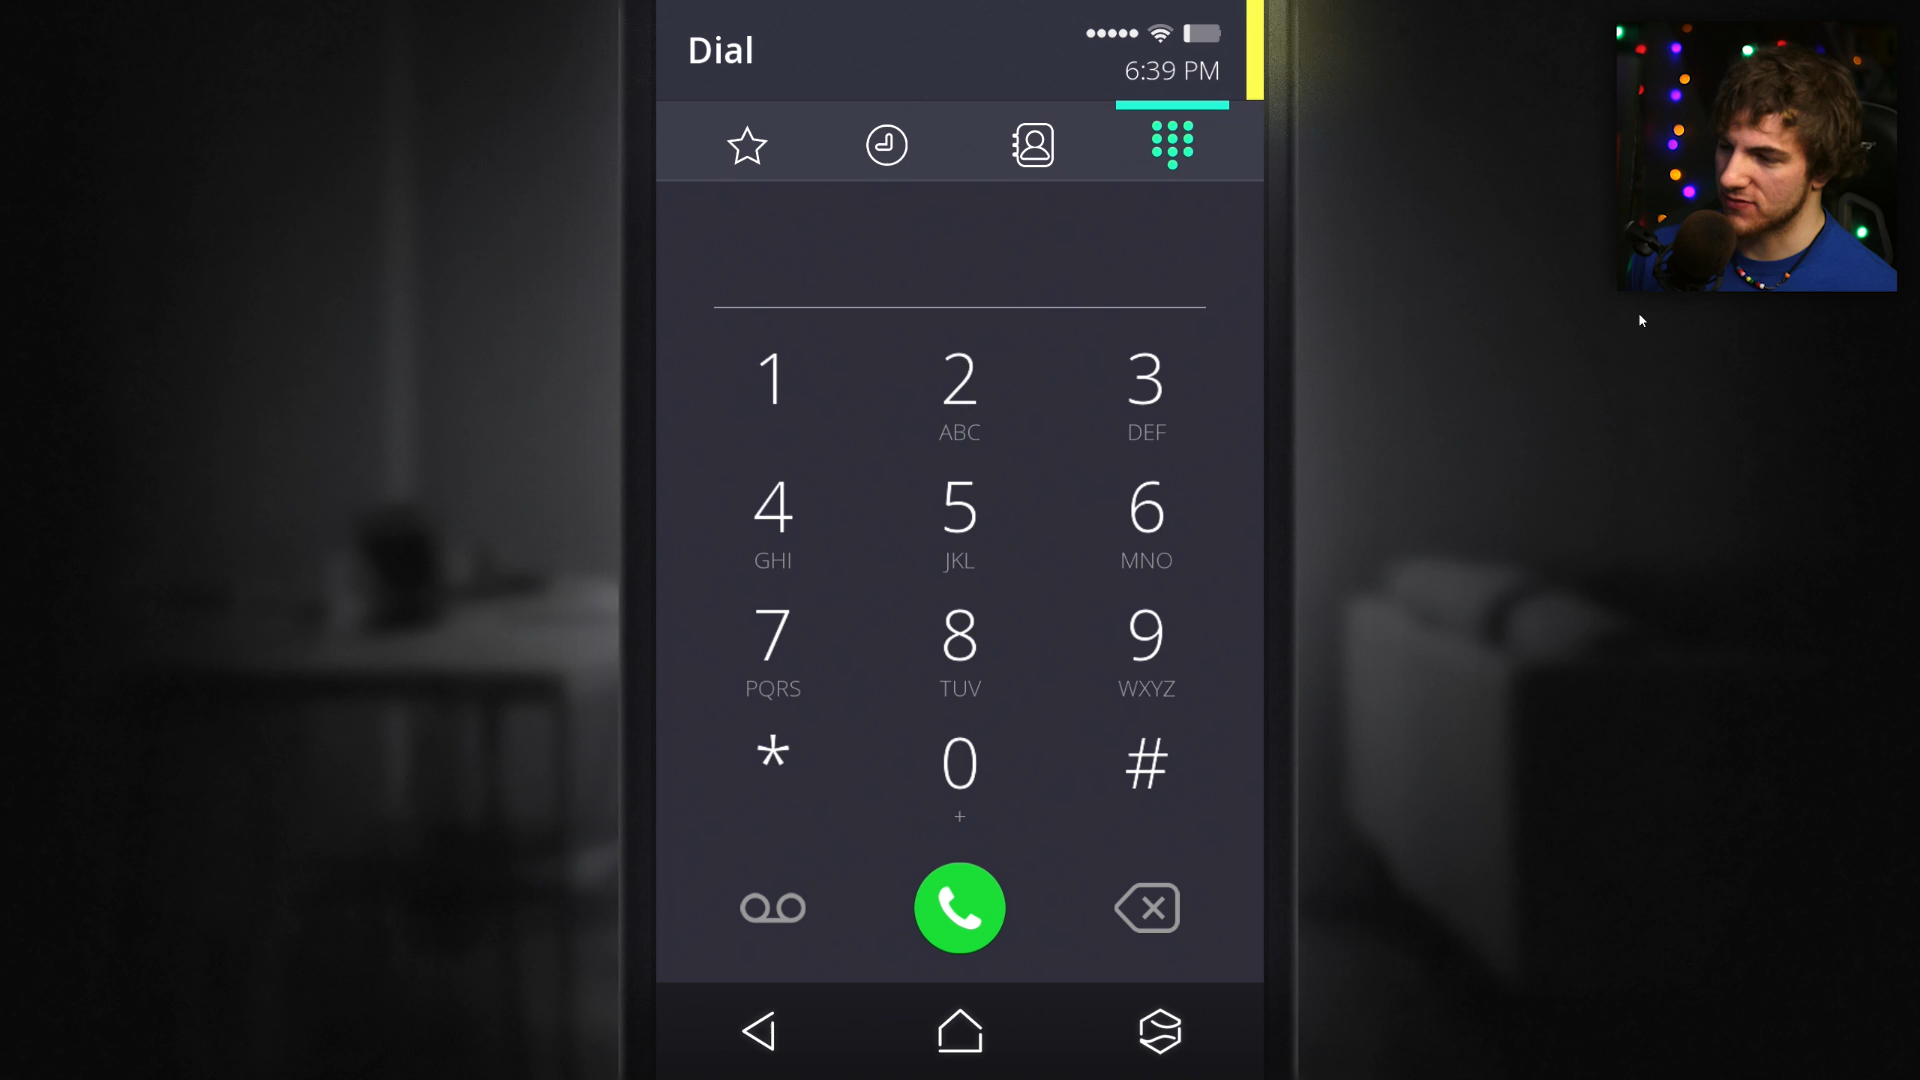 Dial
6:39 PM
1 2 3
ABC DEF
4 5 6
GHI JKL MNO
7 8 9
PQRS TUV WXYZ
* 0 #
+